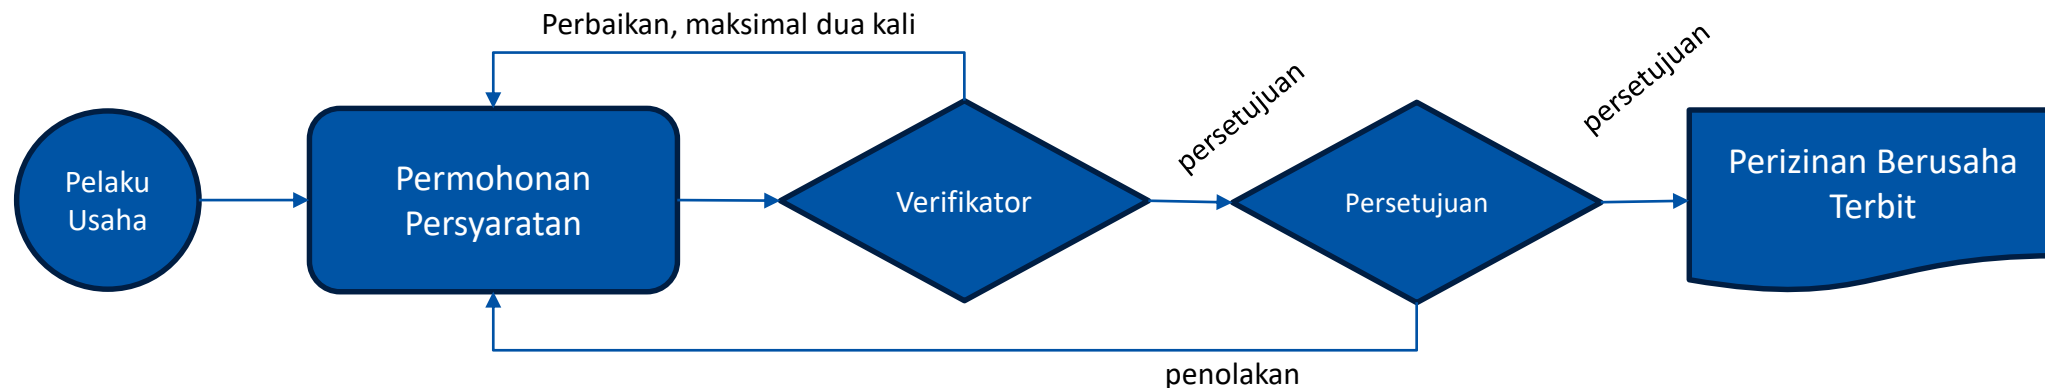 Perbaikan, maksimal dua kali
Pelaku
Usaha
Permohonan
Persyaratan
Verifikator
persetujuan
Persetujuan
persetujuan
Perizinan Berusaha
Terbit
penolakan